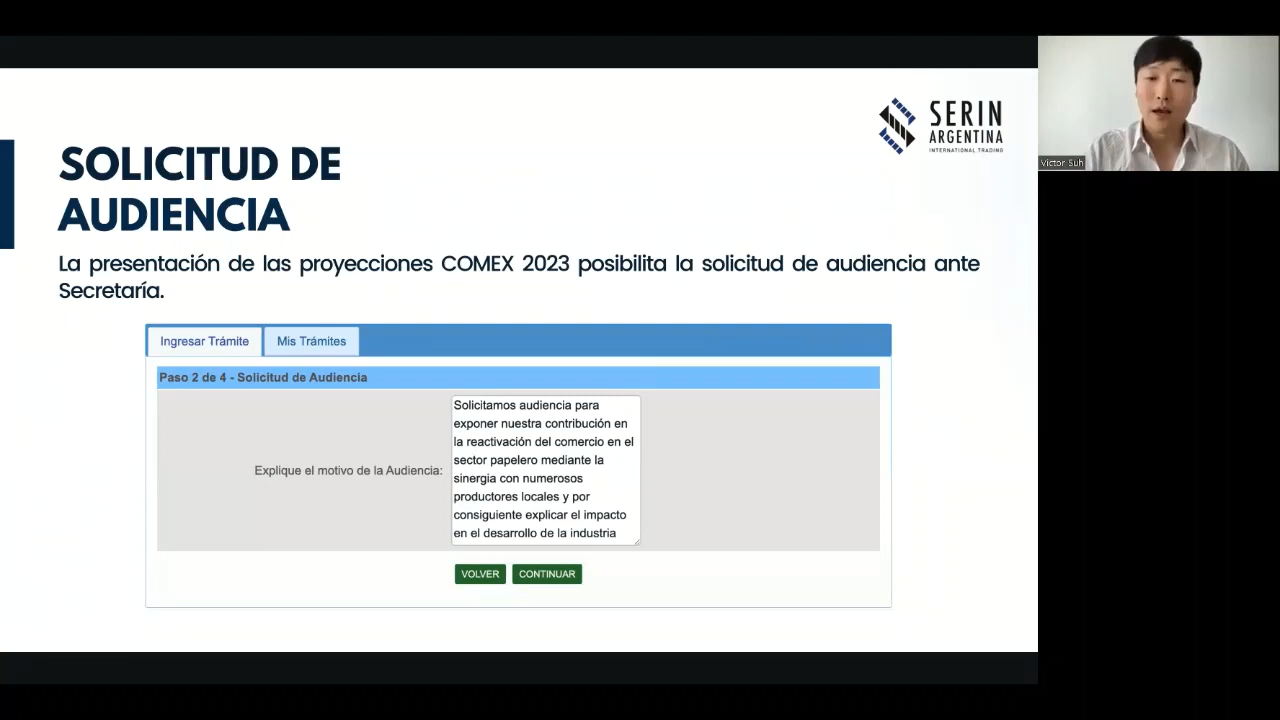 SERIN
ARGENTINA
INTERNATIONAL TRADING
Victor Suh
SOLICITUD DE
AUDIENCIA
La presentación de las proyecciones COMEX 2023 posibilita la solicitud de audiencia ante
Secretaría.
Ingresar Trámite Mis Trámites
Paso 2 de 4 - Solicitud de Audiencia
Explique el motivo de la Audiencia:
Solicitamos audiencia para
exponer nuestra contribución en
la reactivación del comercio en el
sector papelero mediante la
sinergia con numerosos
productores locales y por
consiguiente explicar el impacto
en el desarrollo de la industria
VOLVER CONTINUAR